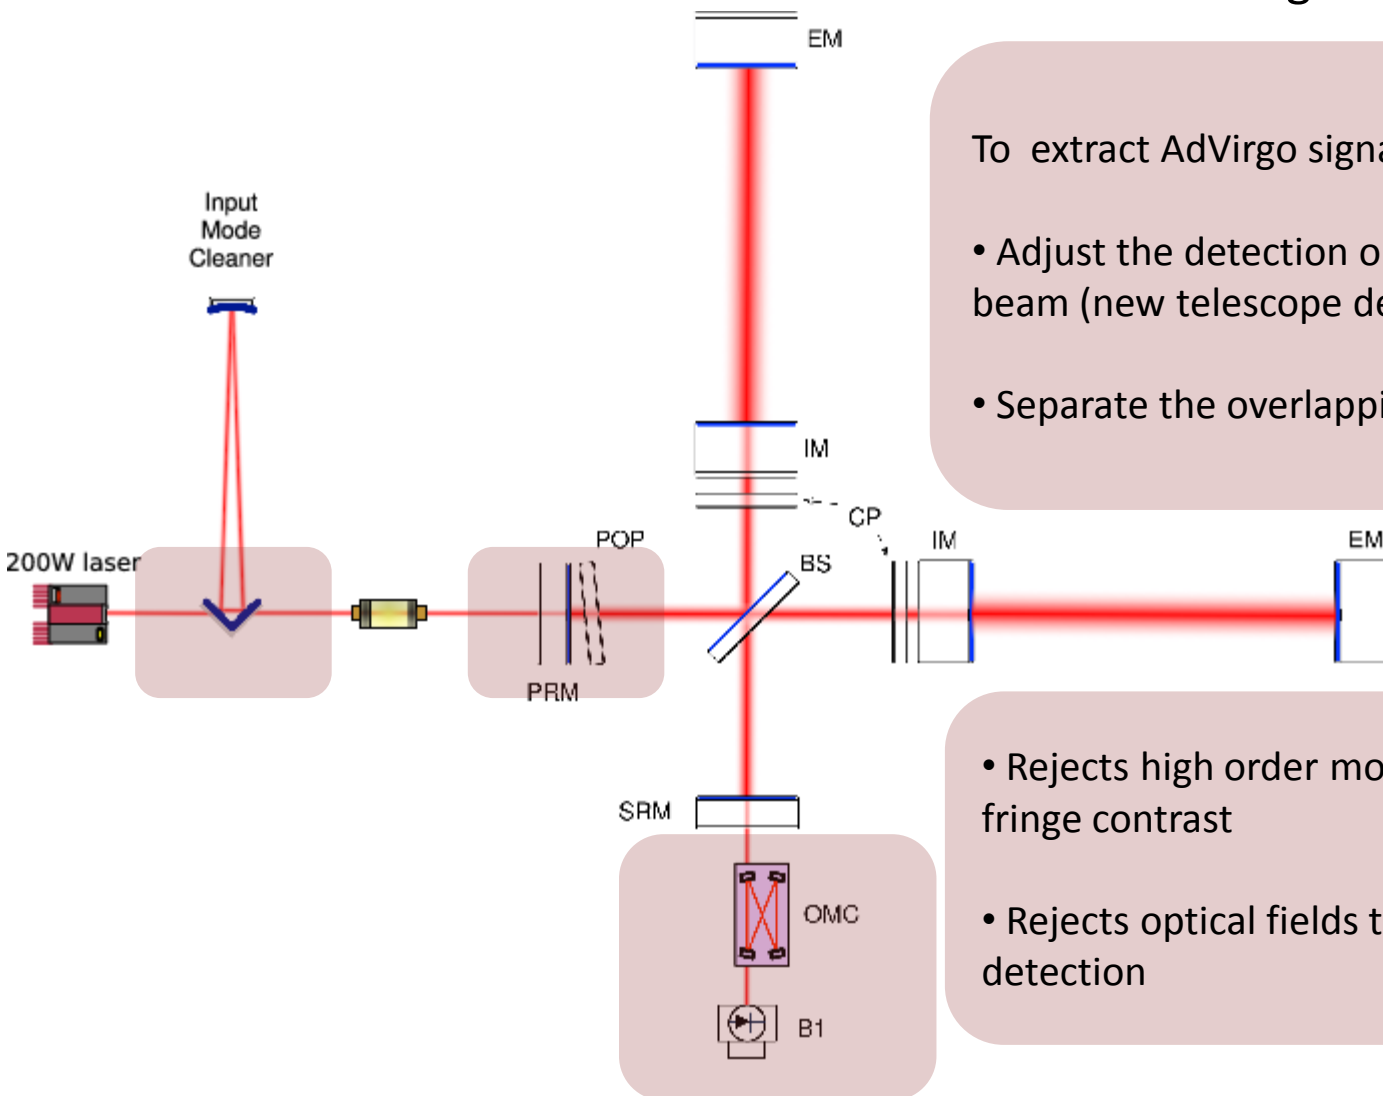 g
EM
To extract AdVirgo signa
• Adjust the detection o
beam (new telescope de
• Separate the overlappi
Input
Mode
Cleaner
IM
CP
200W laser
POP
BS
IM
EM
PRM
SRM
OMC
B1
• Rejects high order mo
fringe contrast
• Rejects optical fields t
detection